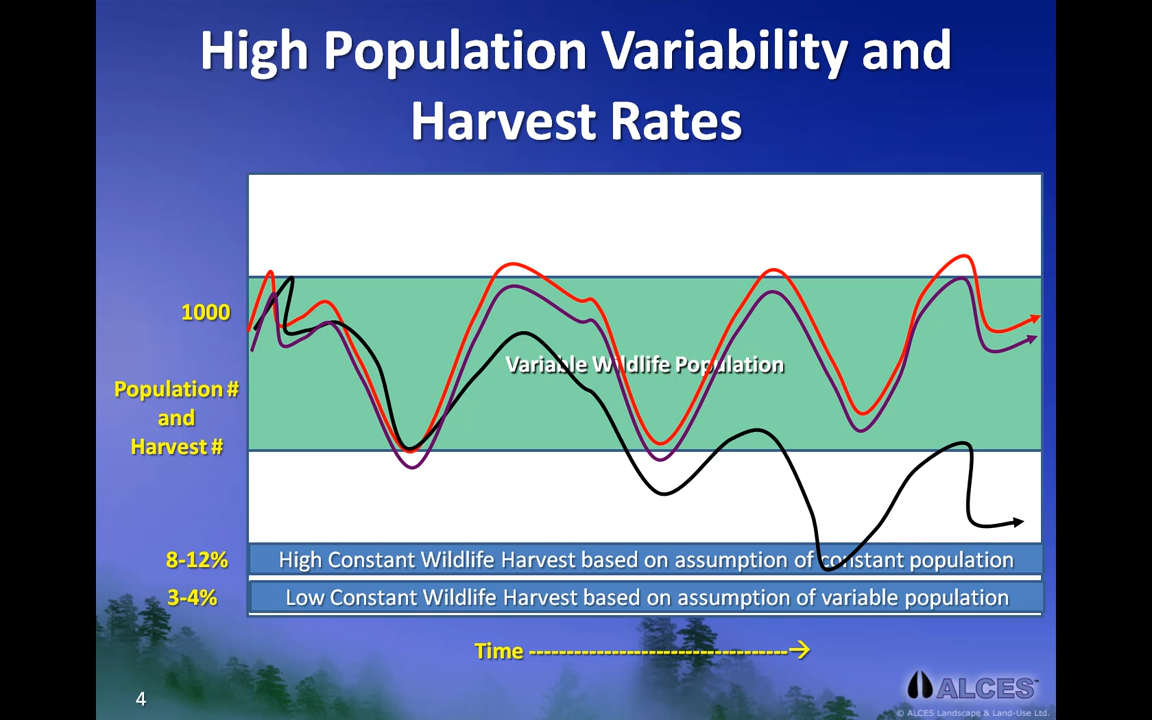 High Population Variability and
Harvest Rates
1000
Variable Wildlife Population
Population #
and
Harvest #
8-12%
High Constant Wildlife Harvest based on assumption of constant population
3-4%
Low Constant Wildlife Harvest based on assumption of variable population
Time ----------------------------------→
4
ALCES™
© ALCES Landscape & Land-Use Ltd.